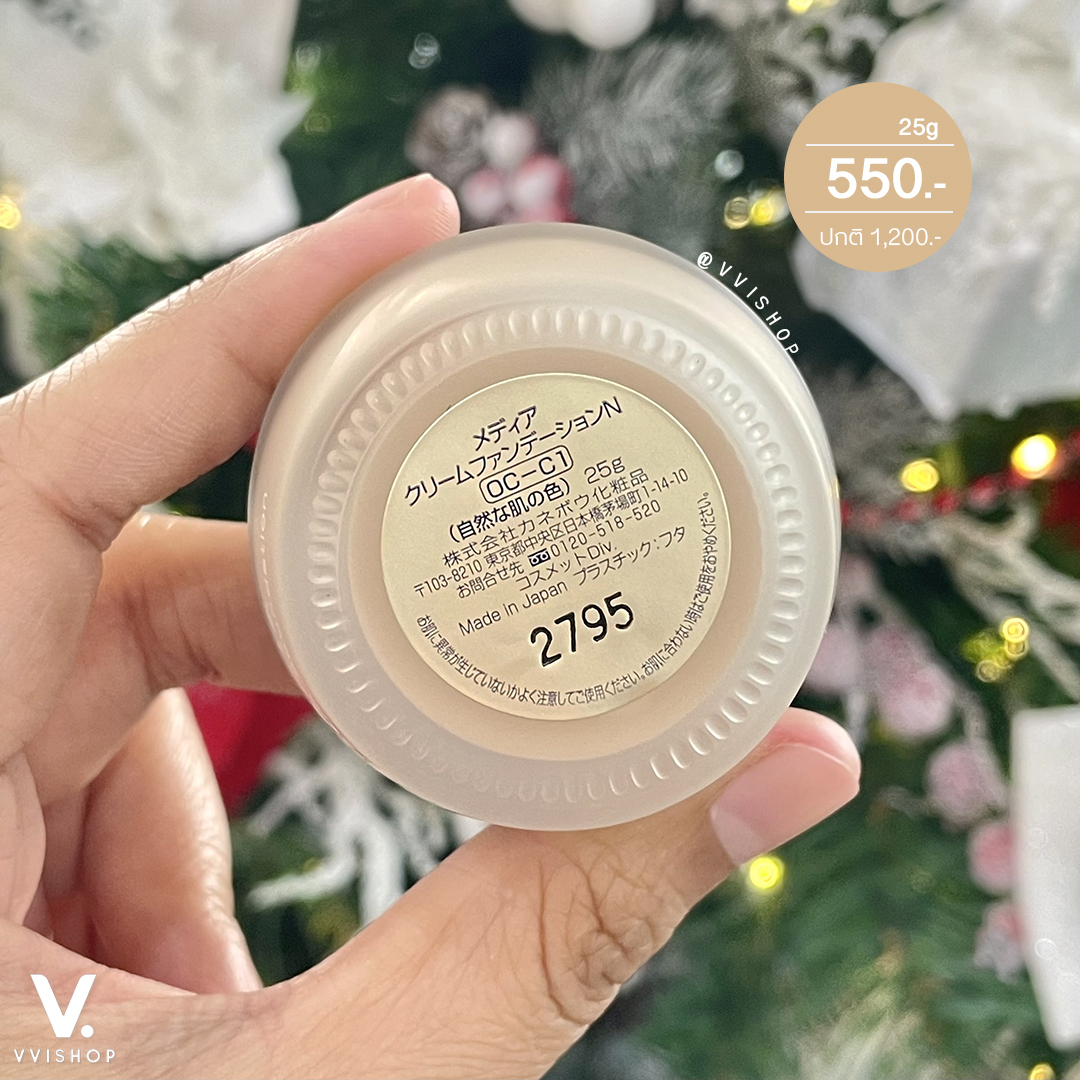 25g
550.-
ปกติ 1,200.-
@VVISHOP
メディア
クリームファンデーションN
OC-C1
(自然な肌の色) 25g
株式会社カネボウ化粧品
〒103-8210 東京都中央区日本橋茅場町1-14-10
お問合せ先 0120-518-520
コスメットDiv.
Made in Japan プラスチック:フタ
2795
お肌に異常が生じていないかよく注意してご使用ください。お肌に合わない時はご使用をおやめください。
V.
VVISHOP